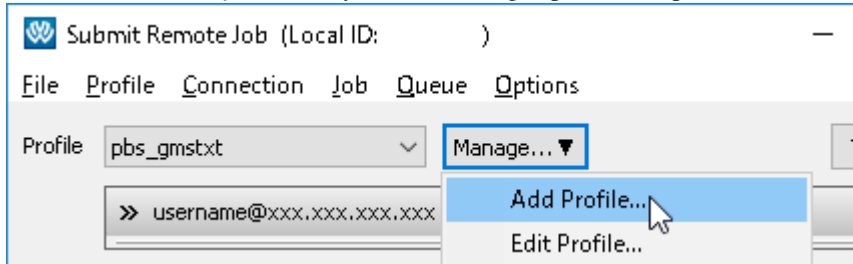 Submit Remote Job (Local ID: )
File Profile Connection Job Queue Options
Profile pbs_gmstxt Manage...▼
» username@xxx.xxx.xxx.xxx
Add Profile...
Edit Profile...